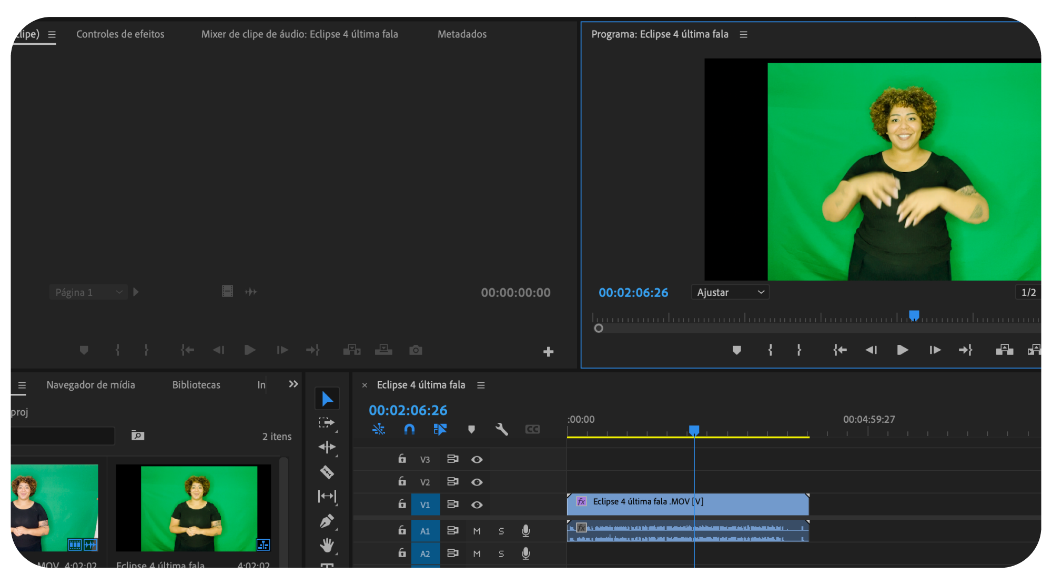 clipe)
Controles de efeitos
Mixer de clipe de áudio: Eclipse 4 última fala
Metadados
Programa: Eclipse 4 última fala
Página 1
00:00:00:00
00:02:06:26
Ajustar
1/2
Navegador de mídia
Bibliotecas
In
proj
2 itens
MOV 4:02:02
Eclipse 4 última fala 4:02:02
× Eclipse 4 última fala
00:02:06:26
CC
:00:00
00:04:59:27
V3
V2
V1
fx Eclipse 4 última fala .MOV [V]
A1 M S
fx
A2 M S